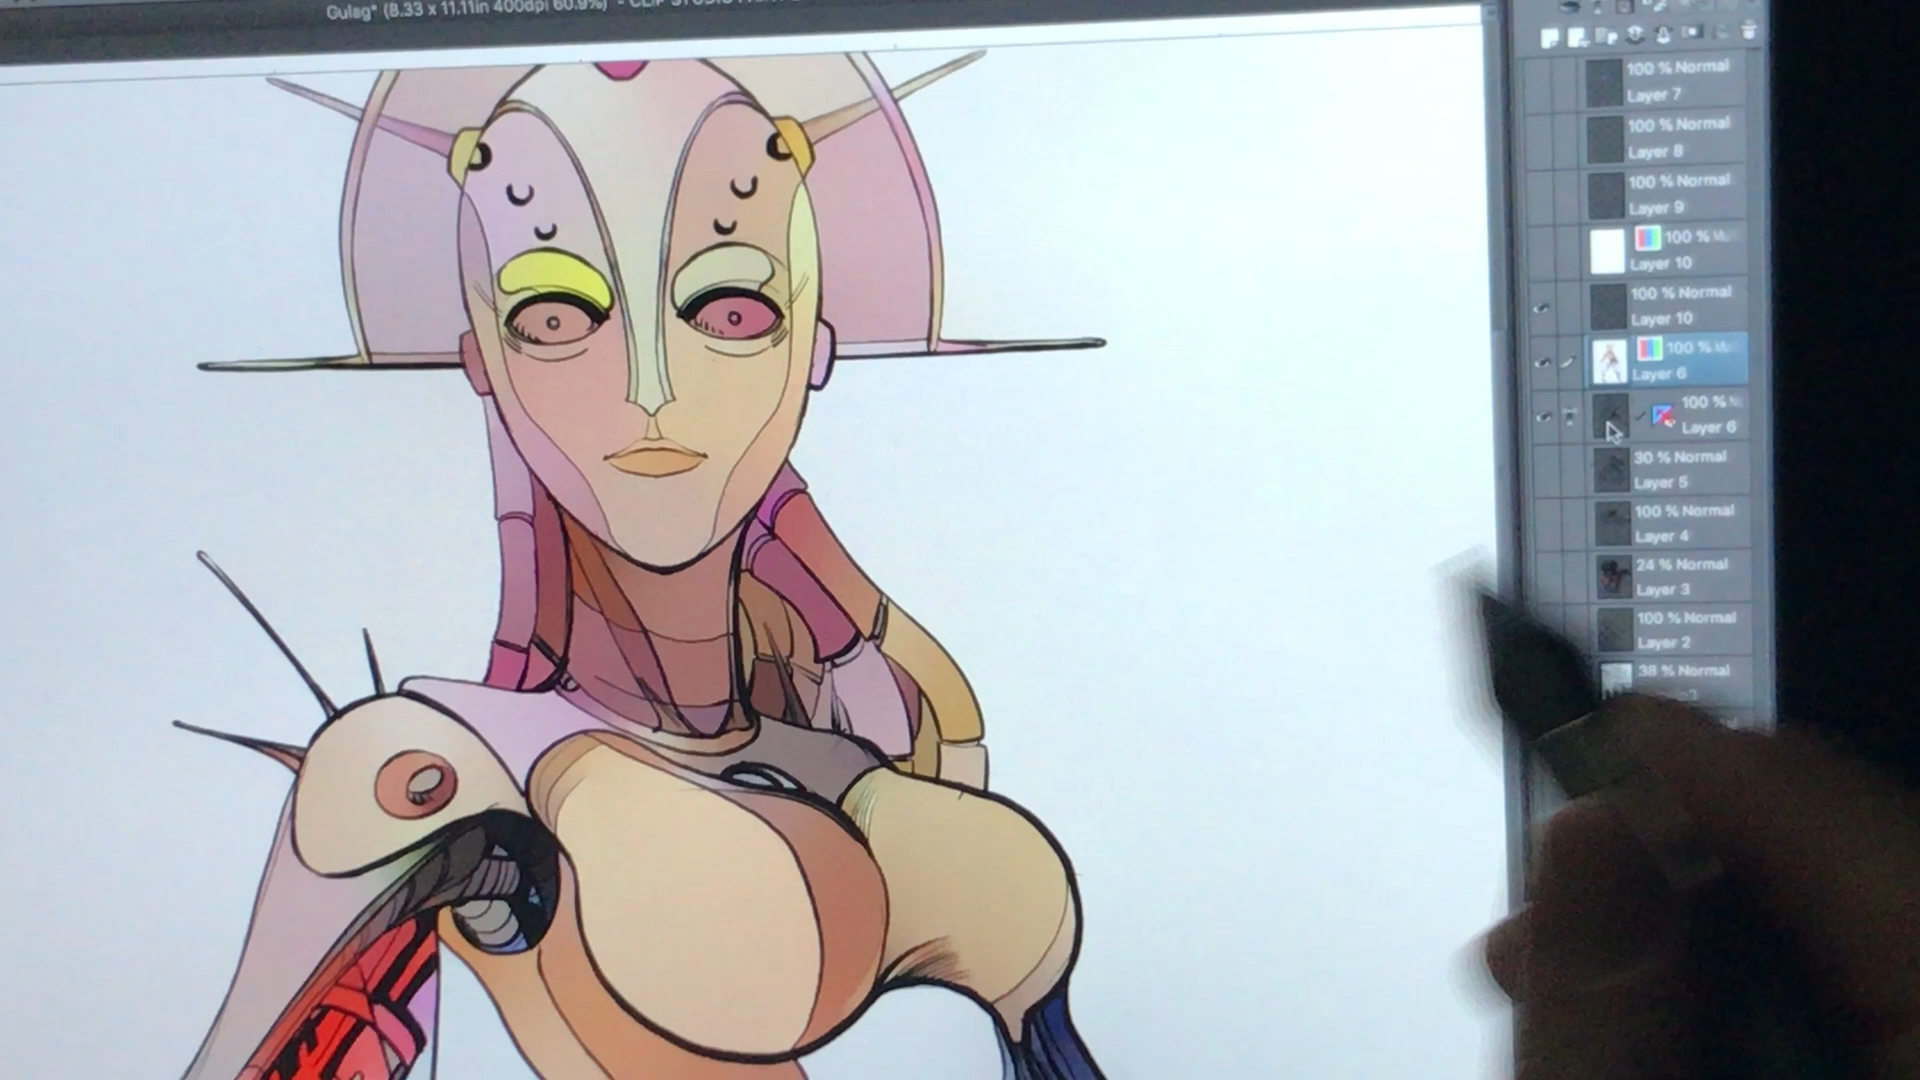 Gulag* (8.33 x 11.11in 400dpi 60.9%) - CLIP STUDIO
100 % Normal
Layer 7
100 % Normal
Layer 8
100 % Normal
Layer 9
100 %
Layer 10
100 % Normal
Layer 10
100 %
Layer 6
100 %
Layer 6
30 % Normal
Layer 5
100 % Normal
Layer 4
24 % Normal
Layer 3
100 % Normal
Layer 2
38 % Normal